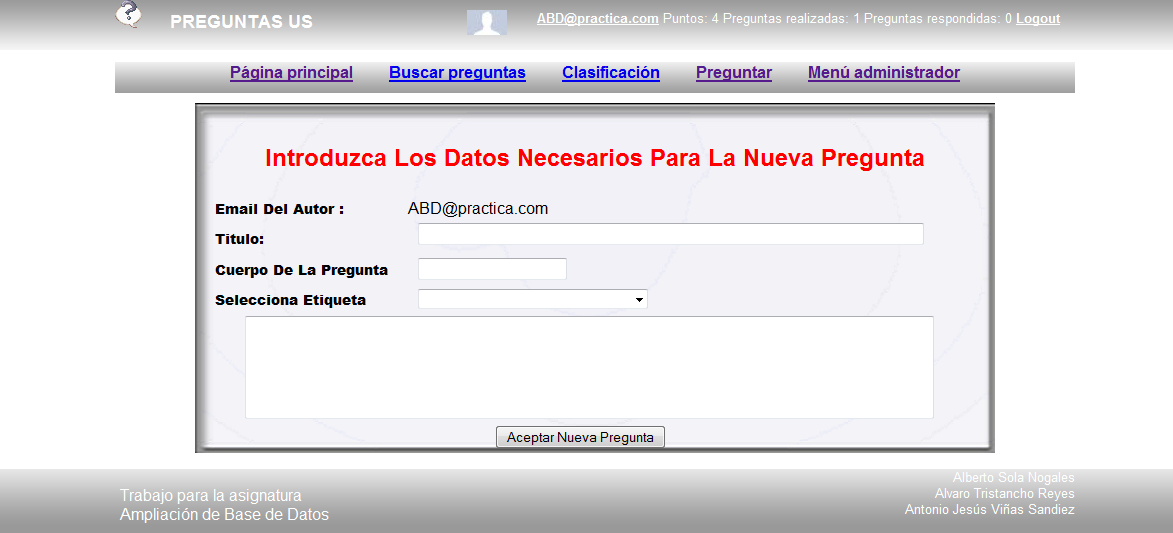 PREGUNTAS US
ABD@practica.com Puntos: 4 Preguntas realizadas: 1 Preguntas respondidas: 0 Logout
Página principal Buscar preguntas Clasificación Preguntar Menú administrador
Introduzca Los Datos Necesarios Para La Nueva Pregunta
Email Del Autor : ABD@practica.com
Titulo:
Cuerpo De La Pregunta
Selecciona Etiqueta
Aceptar Nueva Pregunta
Trabajo para la asignatura
Ampliación de Base de Datos
Alberto Sola Nogales
Alvaro Tristancho Reyes
Antonio Jesús Viñas Sandiez